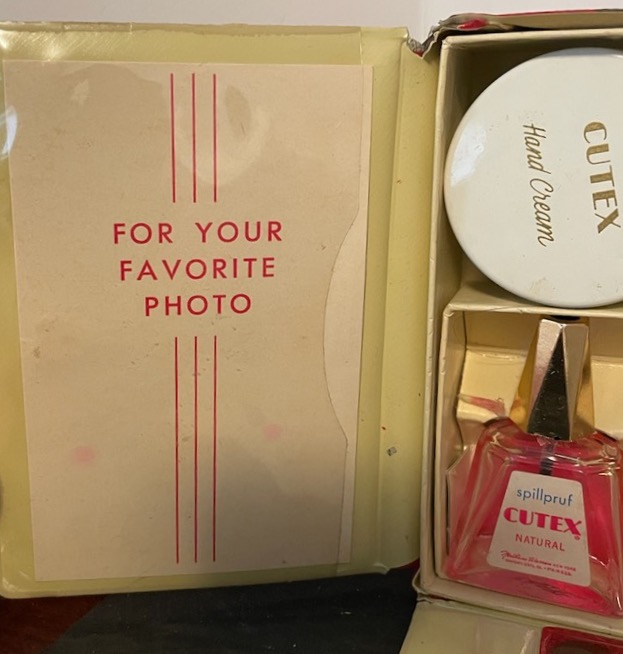 FOR YOUR
FAVORITE
PHOTO
CUTEX
Hand Cream
spillpruf
CUTEX®
NATURAL